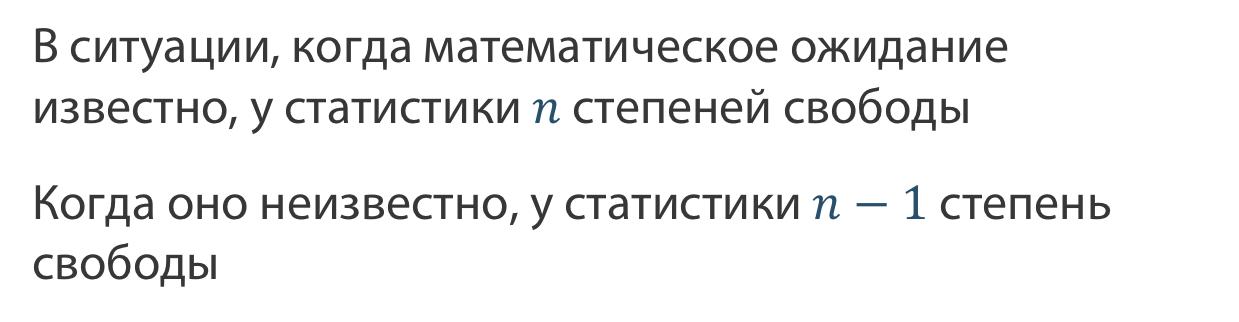 В ситуации, когда математическое ожидание
известно, у статистики n степеней свободы
Когда оно неизвестно, у статистики n − 1 степень
свободы